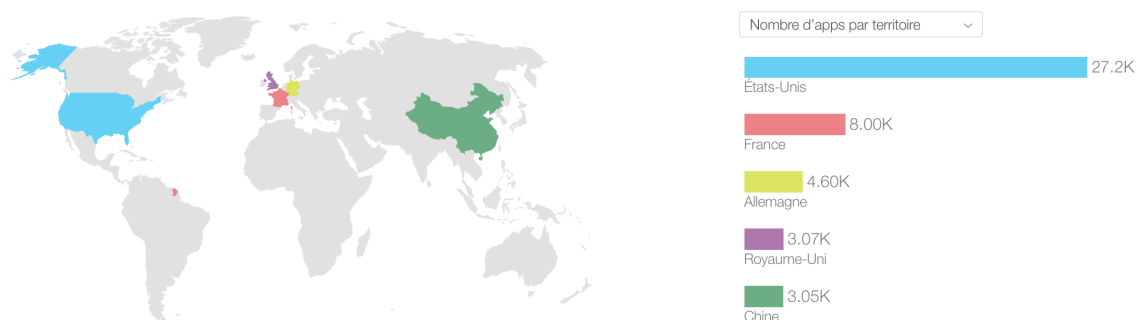 Nombre d'apps par territoire
27.2K
États-Unis
8.00K
France
4.60K
Allemagne
3.07K
Royaume-Uni
3.05K
Chine